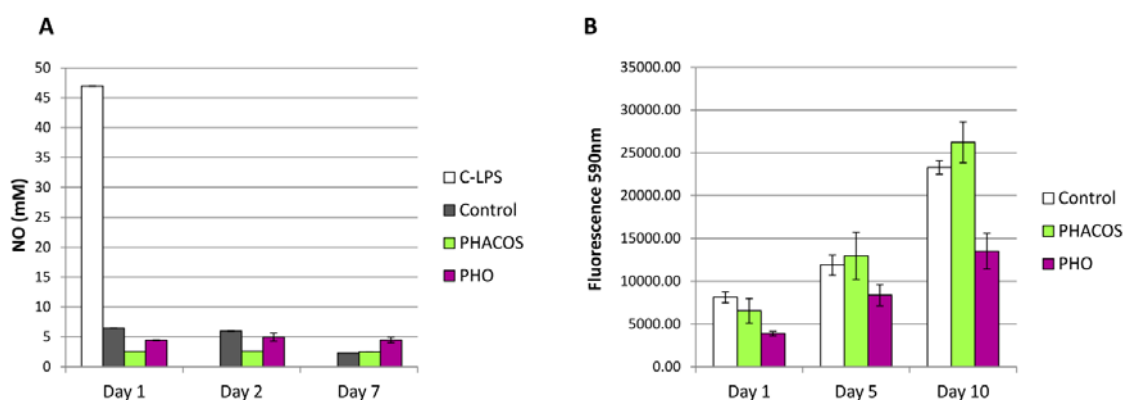 A
50
45
40
35
30
25
20
15
10
5
0
NO (mM)
Day 1
Day 2
Day 7
C-LPS
Control
PHACOS
PHO
B
35000.00
30000.00
25000.00
20000.00
15000.00
10000.00
5000.00
0.00
Fluorescence 590nm
Day 1
Day 5
Day 10
Control
PHACOS
PHO